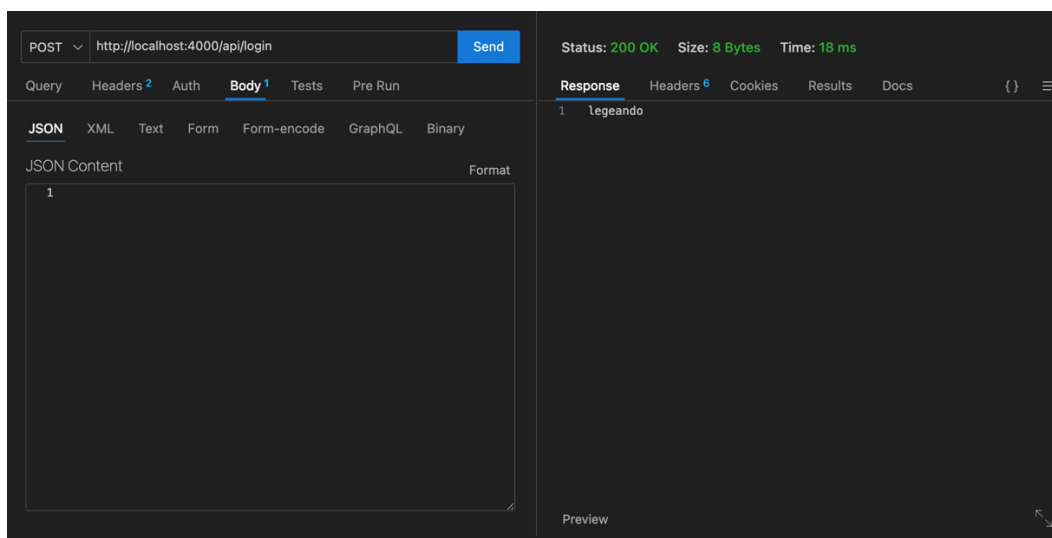 POST http://localhost:4000/api/login Send
Query Headers 2 Auth Body 1 Tests Pre Run
JSON XML Text Form Form-encode GraphQL Binary
JSON Content Format
1
Status: 200 OK Size: 8 Bytes Time: 18 ms
Response Headers 6 Cookies Results Docs {}
1 legeando
Preview